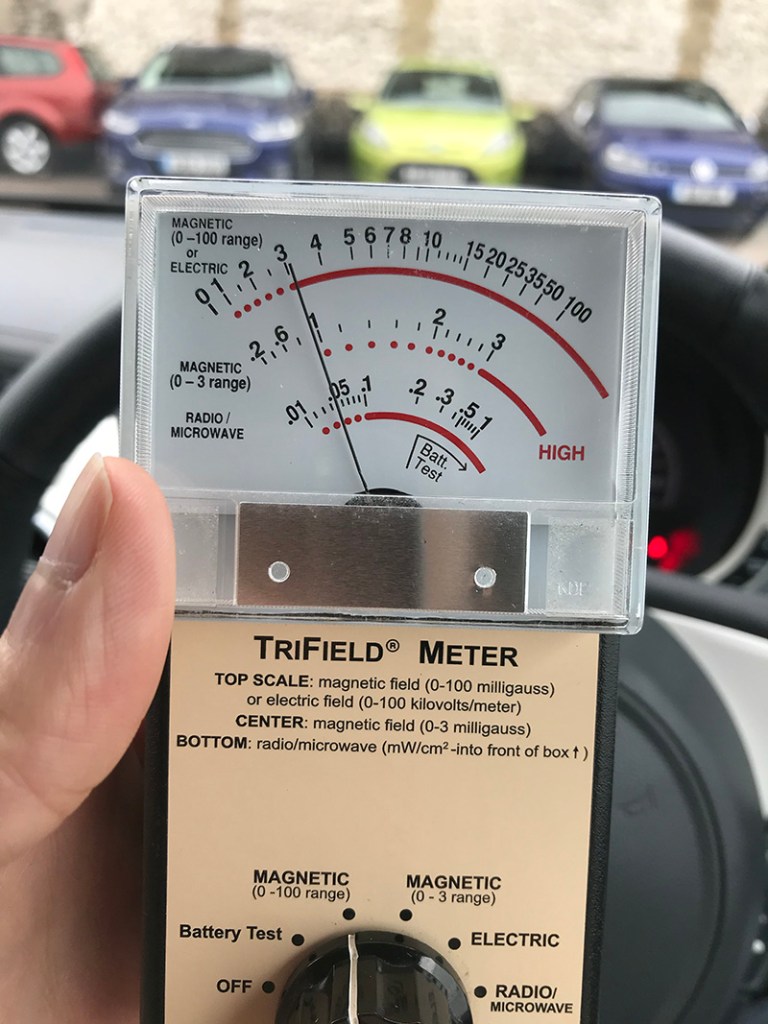 MAGNETIC
(0 –100 range)
or
ELECTRIC
0 1 2 3 4 5 6 7 8 10 15 20 25 35 50 100
MAGNETIC
(0 – 3 range)
.2 .6 1 2 3
RADIO /
MICROWAVE
.01 .05 .1 .2 .3 .5 1
Batt.
Test
HIGH
TRIFIELD® METER
TOP SCALE: magnetic field (0-100 milligauss)
or electric field (0-100 kilovolts/meter)
CENTER: magnetic field (0-3 milligauss)
BOTTOM: radio/microwave (mW/cm²-into front of box ↑ )
MAGNETIC
(0 -100 range)
MAGNETIC
(0 - 3 range)
Battery Test
ELECTRIC
OFF
RADIO/
MICROWAVE